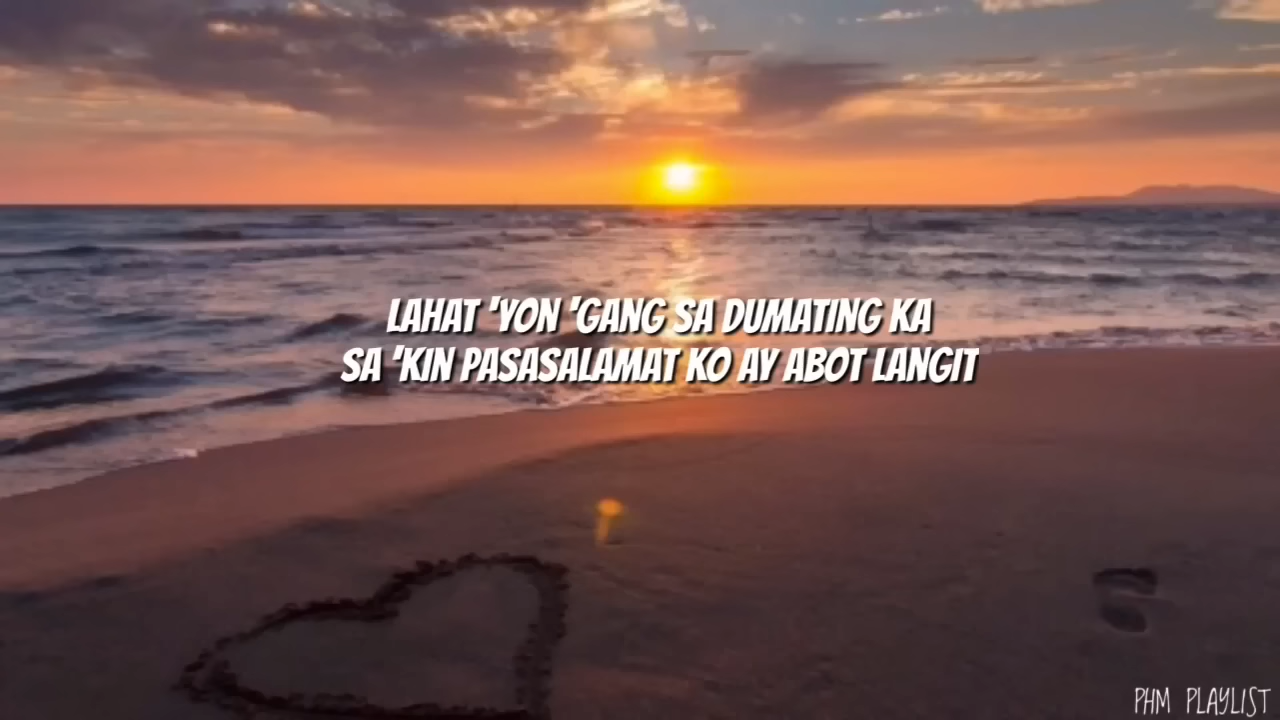 LAHAT 'YON 'GANG SA DUMATING KA
SA 'KIN PASASALAMAT KO AY ABOT LANGIT
PHM PLAYLIST